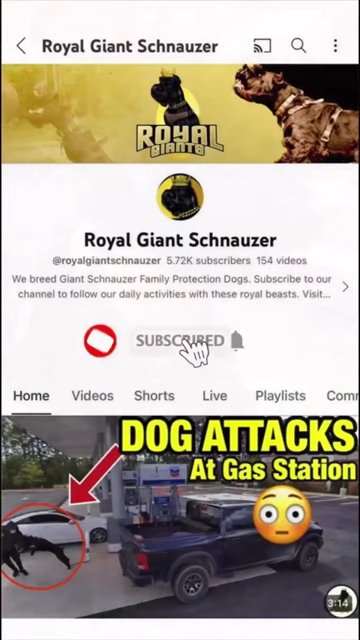 Royal Giant Schnauzer
ROYAL
GIANTS
Royal Giant Schnauzer
@royalgiantschnauzer 5.72K subscribers 154 videos
We breed Giant Schnauzer Family Protection Dogs. Subscribe to our
channel to follow our daily activities with these royal beasts. Visit...
SUBSCRIBED
Home Videos Shorts Live Playlists Comm
DOG ATTACKS
At Gas Station
3:14